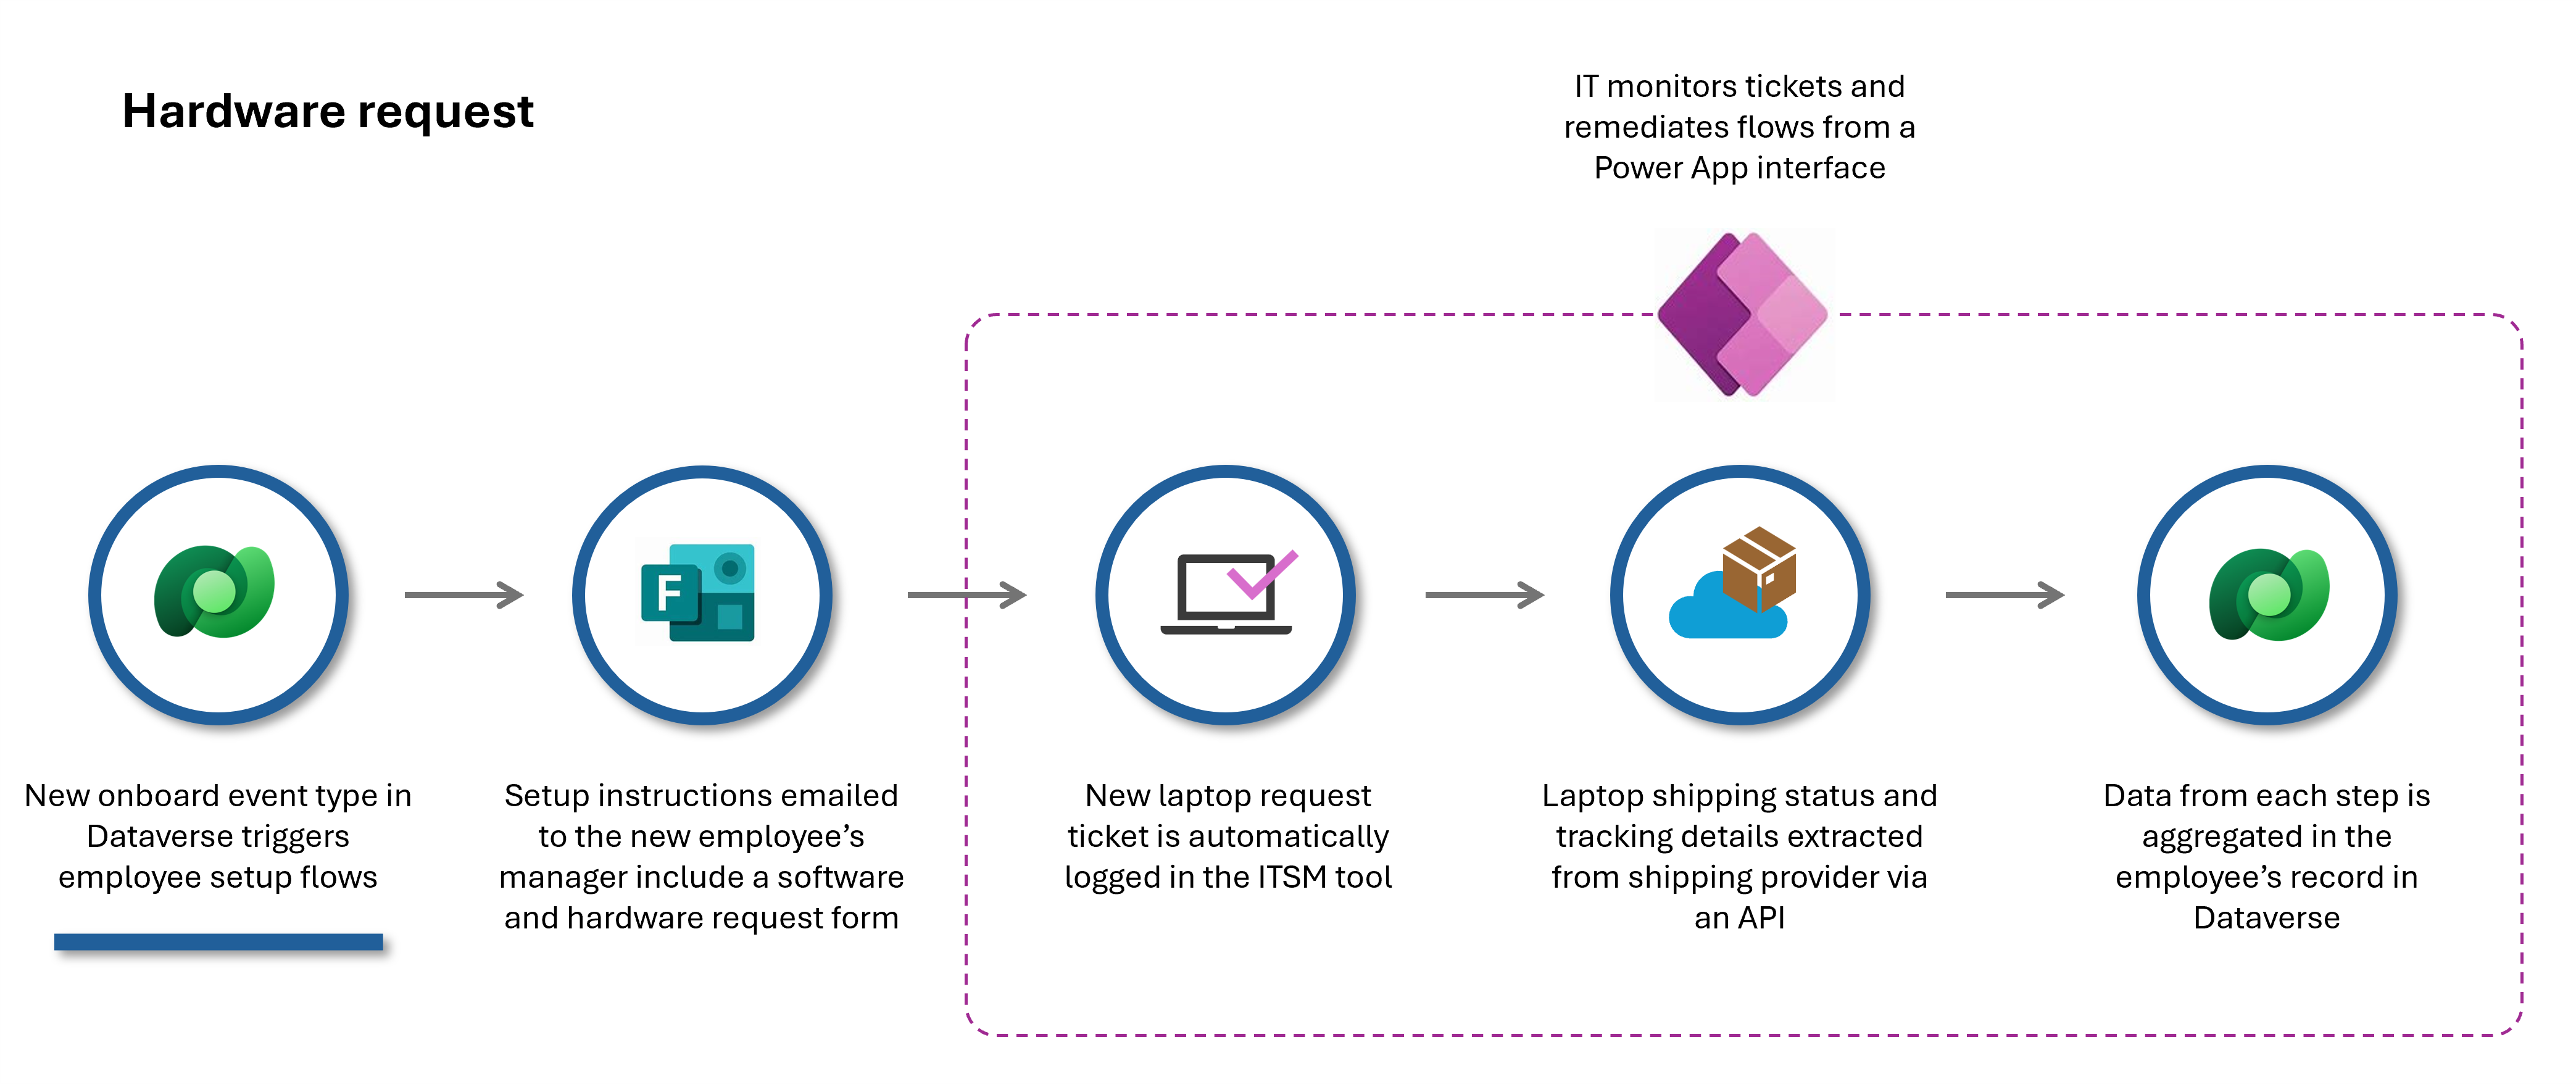 Hardware request
IT monitors tickets and
remediates flows from a
Power App interface
F
New onboard event type in
Dataverse triggers
employee setup flows
Setup instructions emailed
to the new employee’s
manager include a software
and hardware request form
New laptop request
ticket is automatically
logged in the ITSM tool
Laptop shipping status and
tracking details extracted
from shipping provider via
an API
Data from each step is
aggregated in the
employee’s record in
Dataverse